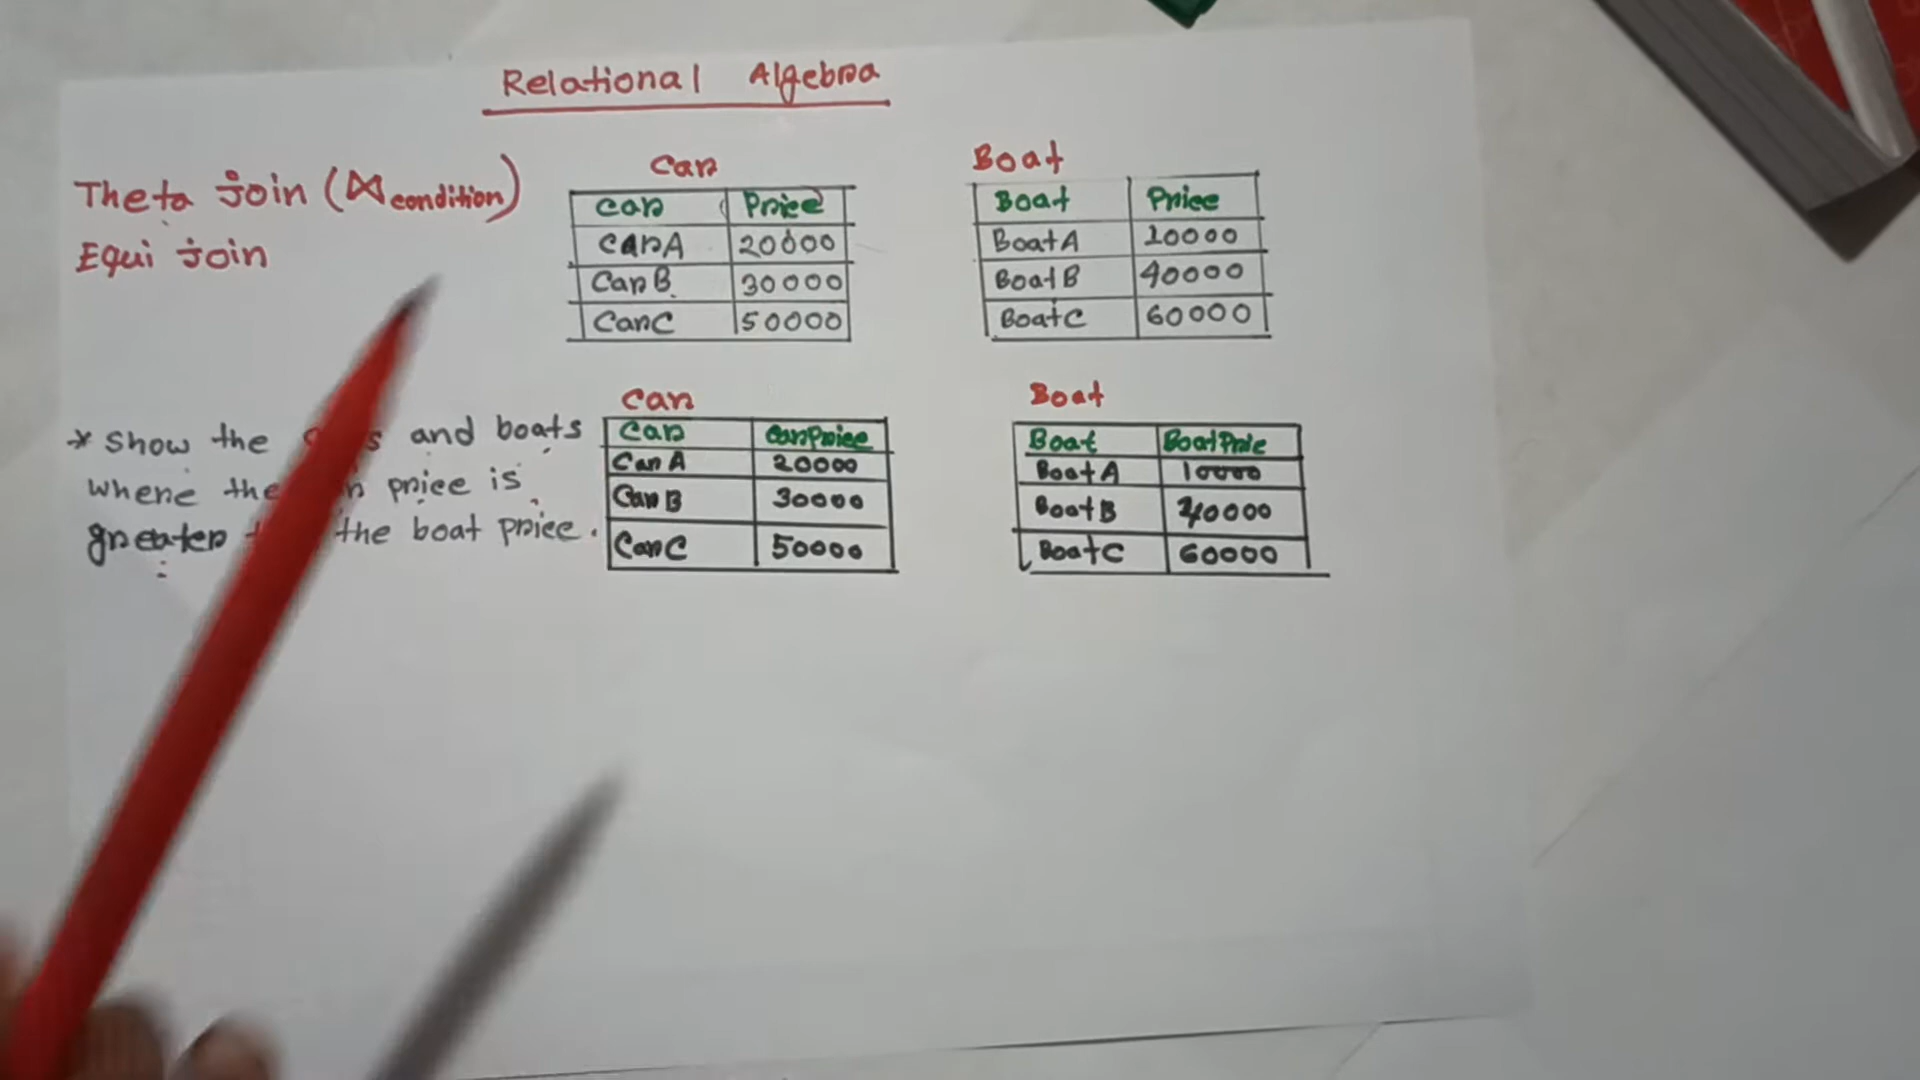 Relational Algebra
Theta join (⋈condition)
Equi join
Car
Car Price
CarA 20000
Car B 30000
CarC 50000
Boat
Boat Price
BoatA 10000
BoatB 40000
BoatC 60000
* Show the and boats
where the price is
greater the boat price.
Car
Car CarPrice
Car A 20000
Car B 30000
CarC 50000
Boat
Boat BoatPrie
BoatA 10000
BoatB 40000
BoatC 60000